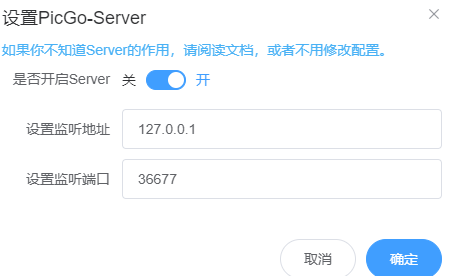 设置PicGo-Server
如果你不知道Server的作用，请阅读文档，或者不用修改配置。
是否开启Server 关 开
设置监听地址 127.0.0.1
设置监听端口 36677
取消 确定